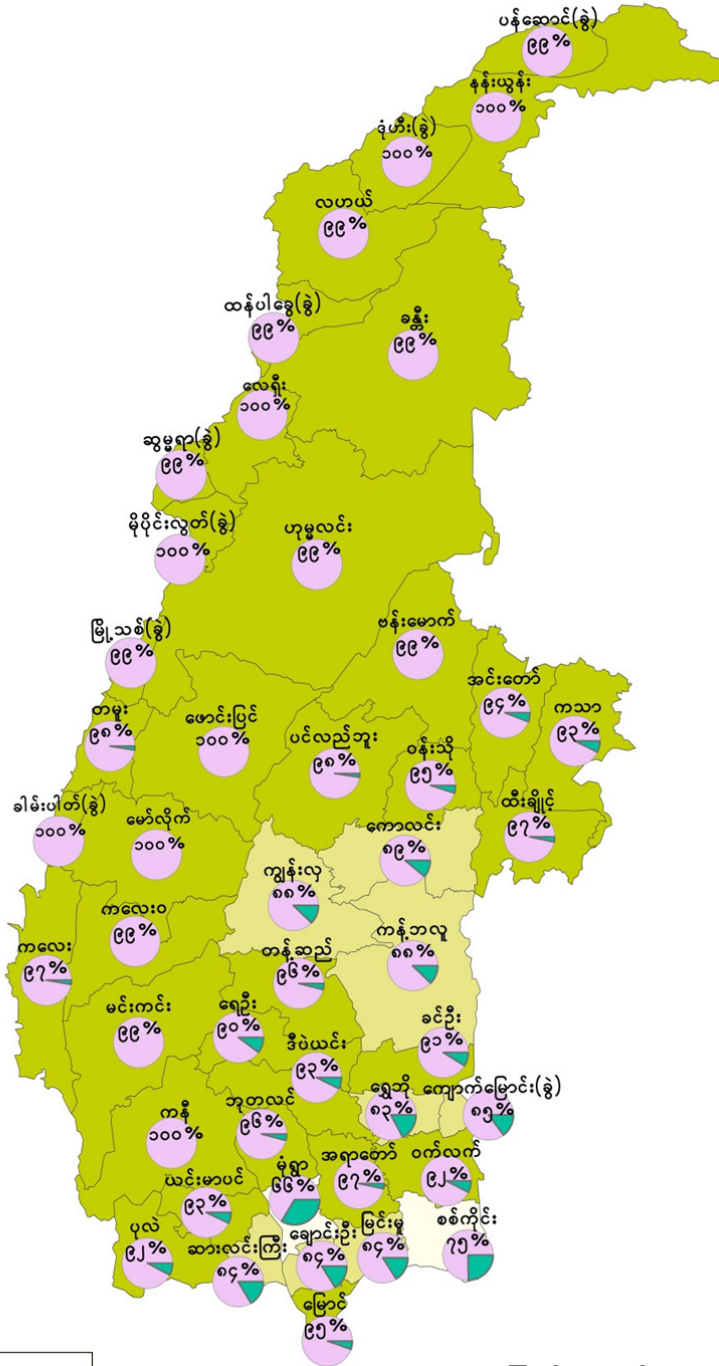 ပန်ဆောင်(ခွဲ)
၉၉%
နန်းယွန်း
၁၀၀%
ဒုံဟီး(ခွဲ)
၁၀၀%
လဟယ်
၉၉%
ထန်ပါခွေ(ခွဲ)
၉၉%
ခန္တီး
၉၉%
လေရှီး
၁၀၀%
ဆွမ္မရာ(ခွဲ)
၉၉%
မိုပိုင်းလွတ်(ခွဲ)
၁၀၀%
ဟုမ္မလင်း
၉၉%
ဗန်းမောက်
၉၉%
မြို့သစ်(ခွဲ)
၉၉%
အင်းတော်
၉၄%
ကသာ
၉၃%
တမူး
၉၈%
ဖောင်းပြင်
၁၀၀%
ပင်လည်ဘူး
၉၈%
ဝန်းသို
၉၅%
ထီးချိုင့်
၉၇%
ခါမ်းပါတ်(ခွဲ)
၁၀၀%
မော်လိုက်
၁၀၀%
ကောလင်း
၈၉%
ကျွန်းလှ
၈၈%
ကလေးဝ
၉၉%
ကန့်ဘလူ
၈၈%
ကလေး
၉၇%
တန့်ဆည်
၉၆%
မင်းကင်း
၉၉%
ရေဦး
၉၀%
ခင်ဦး
၉၁%
ဒီပဲယင်း
၉၃%
ရွှေဘို
၈၃%
ကျောက်မြောင်း(ခွဲ)
၈၅%
ကနီ
၁၀၀%
ဘုတလင်
၉၆%
အရာတော်
၉၇%
ဝက်လက်
၉၂%
မုံရွာ
၆၆%
ယင်းမာပင်
၉၃%
ပုလဲ
၉၂%
ဆားလင်းကြီး
၈၄%
ချောင်းဦး
၈၄%
မြင်းမူ
၈၄%
စစ်ကိုင်း
၇၅%
မြောင်
၉၅%